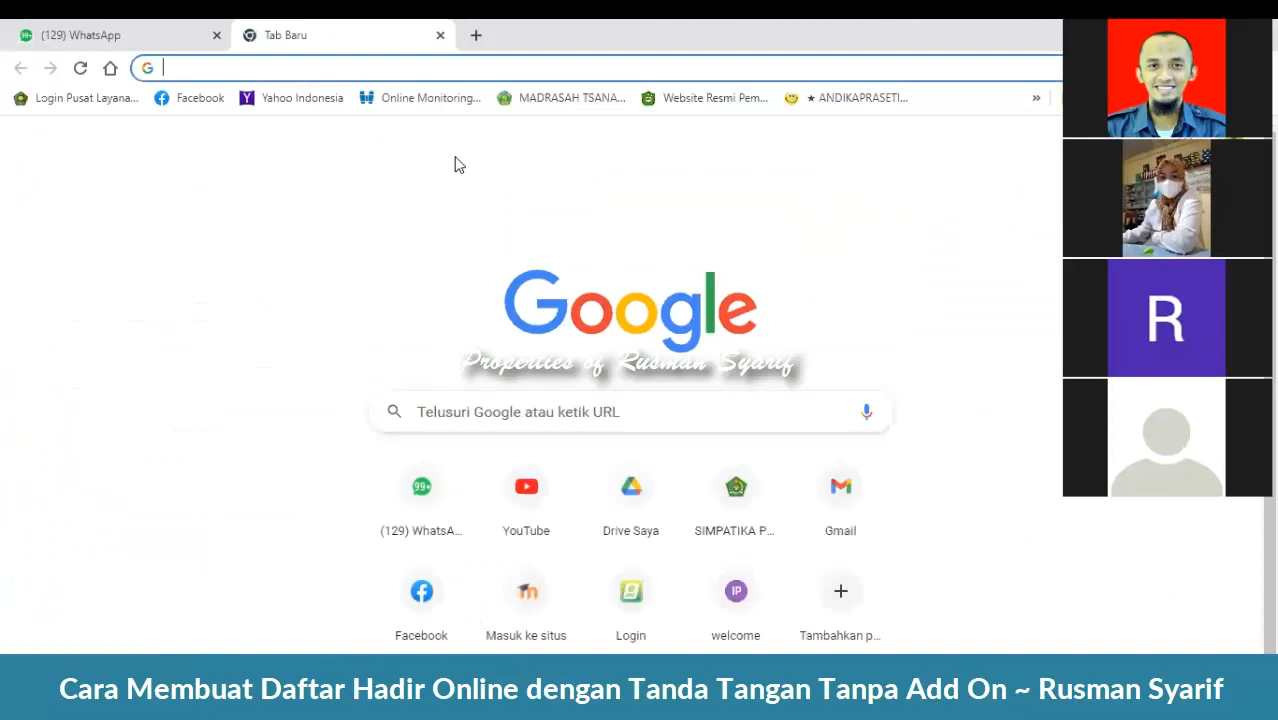 (129) WhatsApp
Tab Baru
Login Pusat Layana...
Facebook
Yahoo Indonesia
Online Monitoring...
MADRASAH TSANA...
Website Resmi Pem...
★ ANDIKAPRASETI...
»
Google
Properties of Rusman Syarif
Telusuri Google atau ketik URL
99+
(129) WhatsA...
YouTube
Drive Saya
SIMPATIKA P...
Gmail
IP
Facebook
Masuk ke situs
Login
welcome
Tambahkan p...
R
Cara Membuat Daftar Hadir Online dengan Tanda Tangan Tanpa Add On ~ Rusman Syarif